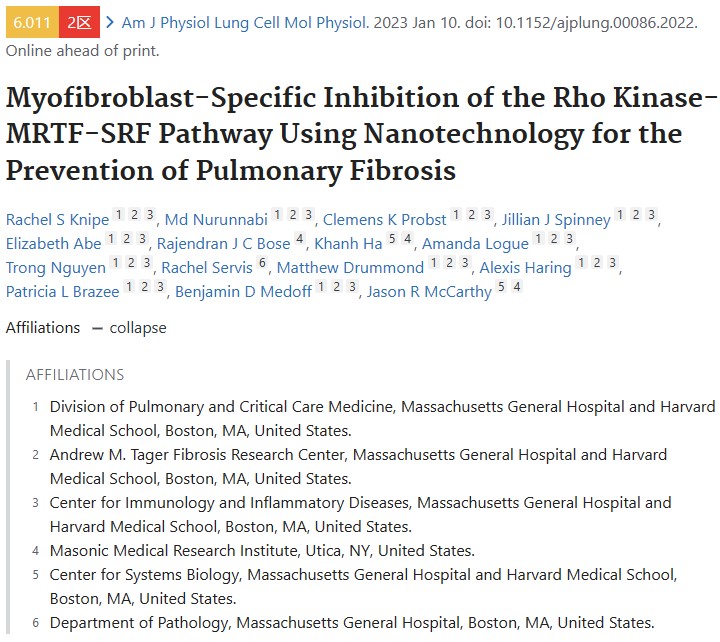 6.011 2区 > Am J Physiol Lung Cell Mol Physiol. 2023 Jan 10. doi: 10.1152/ajplung.00086.2022.
Online ahead of print.
Myofibroblast-Specific Inhibition of the Rho Kinase-
MRTF-SRF Pathway Using Nanotechnology for the
Prevention of Pulmonary Fibrosis
Rachel S Knipe 1 2 3, Md Nurunnabi 1 2 3, Clemens K Probst 1 2 3, Jillian J Spinney 1 2 3,
Elizabeth Abe 1 2 3, Rajendran J C Bose 4, Khanh Ha 5 4, Amanda Logue 1 2 3,
Trong Nguyen 1 2 3, Rachel Servis 6, Matthew Drummond 1 2 3, Alexis Haring 1 2 3,
Patricia L Brazee 1 2 3, Benjamin D Medoff 1 2 3, Jason R McCarthy 5 4
Affiliations – collapse
AFFILIATIONS
1 Division of Pulmonary and Critical Care Medicine, Massachusetts General Hospital and Harvard
Medical School, Boston, MA, United States.
2 Andrew M. Tager Fibrosis Research Center, Massachusetts General Hospital and Harvard
Medical School, Boston, MA, United States.
3 Center for Immunology and Inflammatory Diseases, Massachusetts General Hospital and
Harvard Medical School, Boston, MA, United States.
4 Masonic Medical Research Institute, Utica, NY, United States.
5 Center for Systems Biology, Massachusetts General Hospital and Harvard Medical School,
Boston, MA, United States.
6 Department of Pathology, Massachusetts General Hospital, Boston, MA, United States.